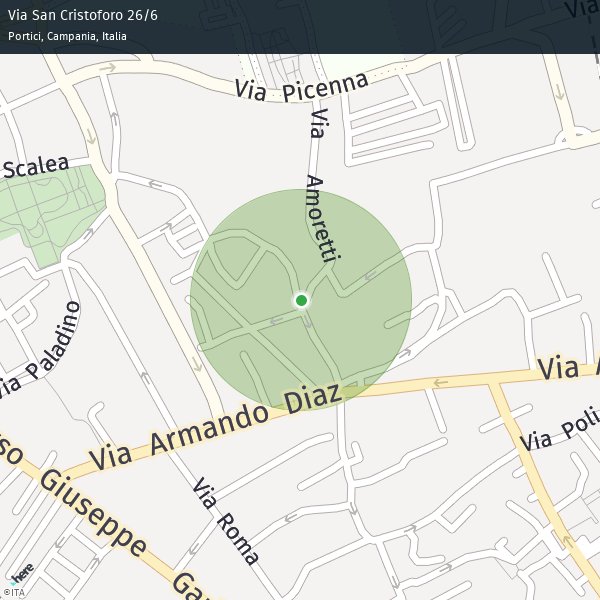 Via San Cristoforo 26/6
Portici, Campania, Italia
Via
Via Picenna
Via Amoretti
Scalea
Via Paladino
Via Armando Diaz
Via
Via Poli
so Giuseppe Ga
Via Roma
here
©ITA